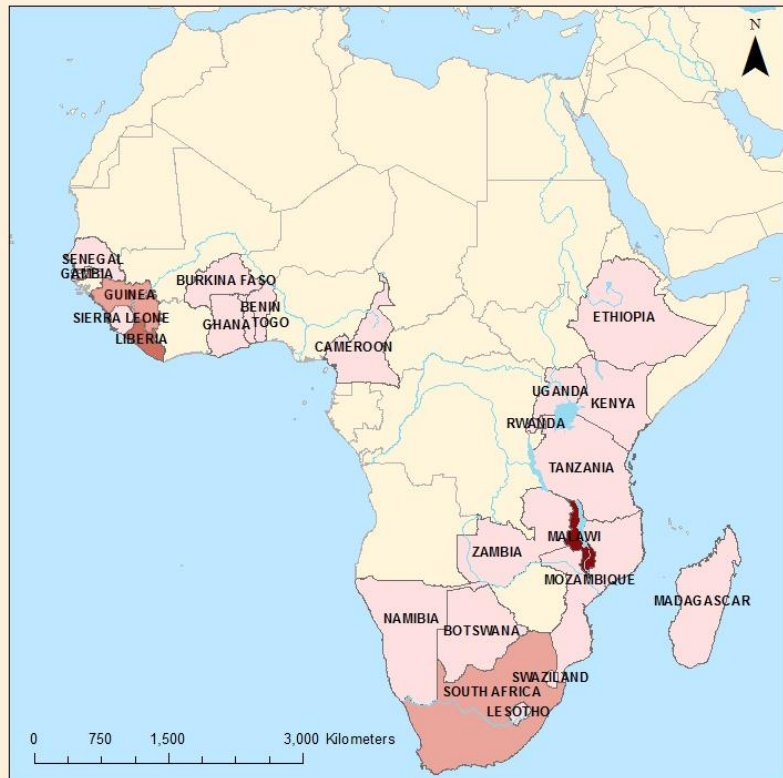 N
SENEGAL
GAMBIA
GUINEA
SIERRA LEONE
LIBERIA
BURKINA FASO
BENIN
GHANA
TOGO
CAMEROON
ETHIOPIA
UGANDA
KENYA
RWANDA
TANZANIA
MALAWI
ZAMBIA
MOZAMBIQUE
MADAGASCAR
NAMIBIA
BOTSWANA
SWAZILAND
SOUTH AFRICA
LESOTHO
0 750 1,500 3,000 Kilometers